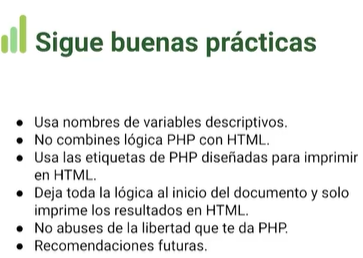 Sigue buenas prácticas
• Usa nombres de variables descriptivos.
• No combines lógica PHP con HTML.
• Usa las etiquetas de PHP diseñadas para imprimir
en HTML.
• Deja toda la lógica al inicio del documento y solo
imprime los resultados en HTML.
• No abuses de la libertad que te da PHP.
• Recomendaciones futuras.